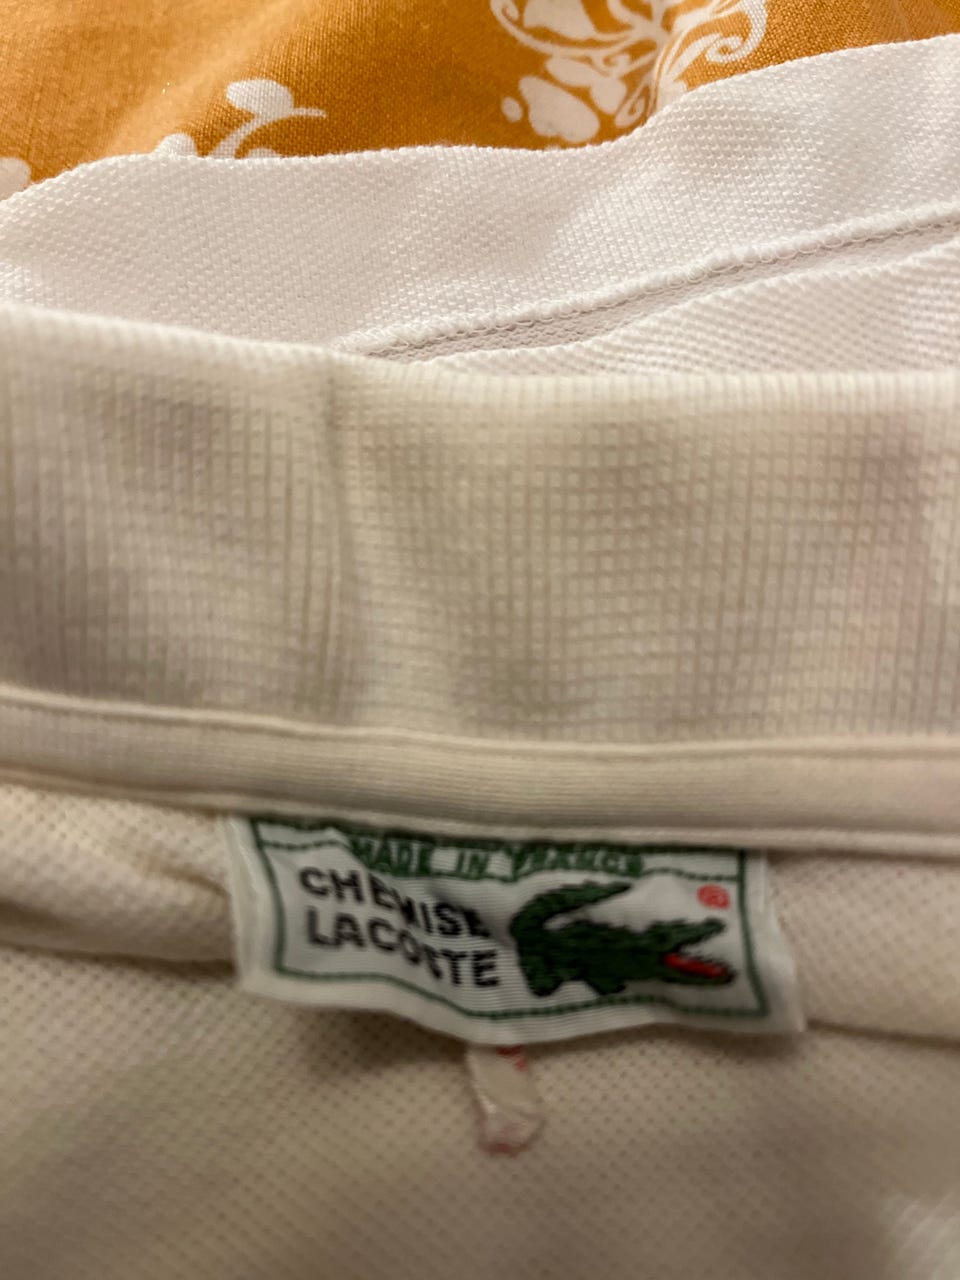 MADE IN FRANCE
CHEMISE
LACOSTE
®